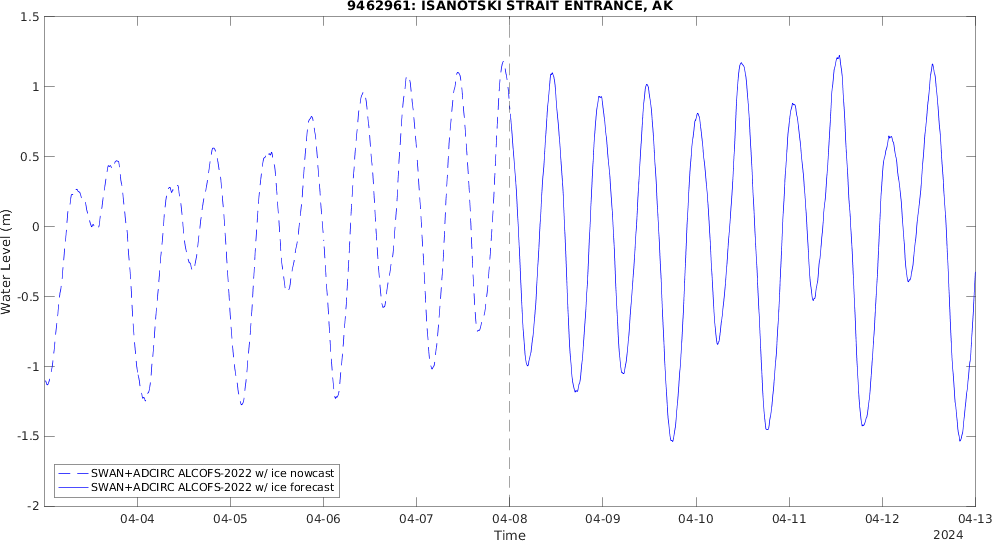 9462961: ISANOTSKI STRAIT ENTRANCE, AK
1.5
1
0.5
0
-0.5
-1
-1.5
-2
Water Level (m)
SWAN+ADCIRC ALCOFS-2022 w/ ice nowcast
SWAN+ADCIRC ALCOFS-2022 w/ ice forecast
04-04 04-05 04-06 04-07 04-08 04-09 04-10 04-11 04-12 04-13
Time
2024